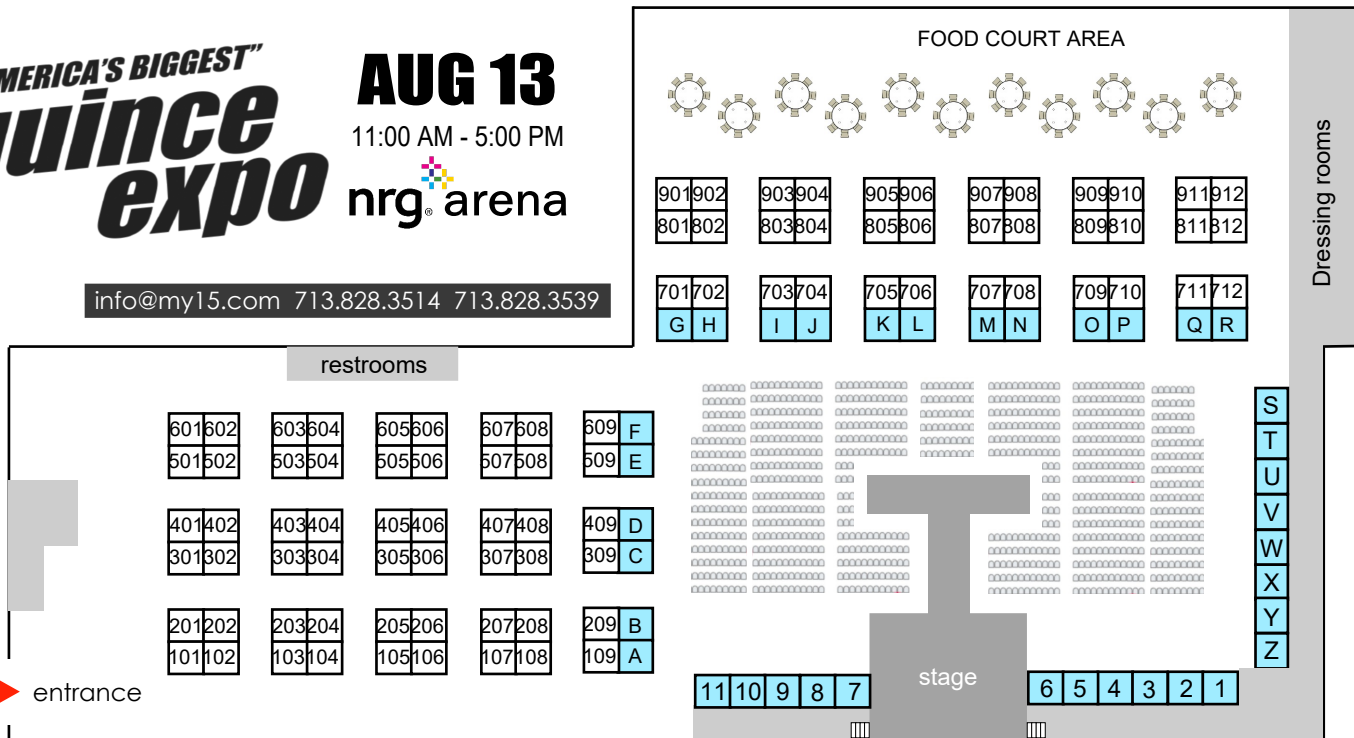 MERICA'S BIGGEST"
uince
expo
AUG 13
11:00 AM - 5:00 PM
nrg® arena
info@my15.com 713.828.3514 713.828.3539
FOOD COURT AREA
Dressing rooms
901 902 903 904 905 906 907 908 909 910 911 912
801 802 803 804 805 806 807 808 809 810 811 812
701 702 703 704 705 706 707 708 709 710 711 712
G H I J K L M N O P Q R
restrooms
601 602 603 604 605 606 607 608 609 F
501 502 503 504 505 506 507 508 509 E
401 402 403 404 405 406 407 408 409 D
301 302 303 304 305 306 307 308 309 C
201 202 203 204 205 206 207 208 209 B
101 102 103 104 105 106 107 108 109 A
entrance
S
T
U
V
W
X
Y
Z
stage
11 10 9 8 7 6 5 4 3 2 1